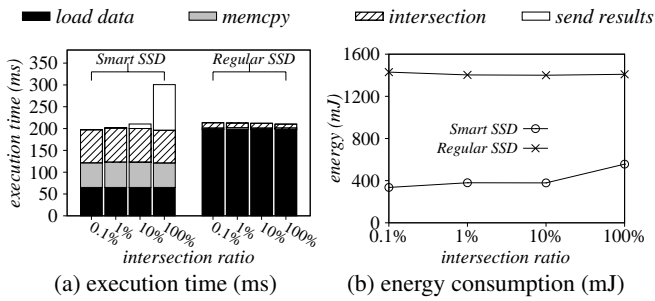 load data memcpy intersection send results
Smart SSD Regular SSD
350
300
250
200
150
100
50
0
execution time (ms)
0.1% 1% 10% 100% 0.1% 1% 10% 100%
intersection ratio
(a) execution time (ms)
1600
1200
800
400
0
energy (mJ)
Smart SSD
Regular SSD
0.1% 1% 10% 100%
intersection ratio
(b) energy consumption (mJ)